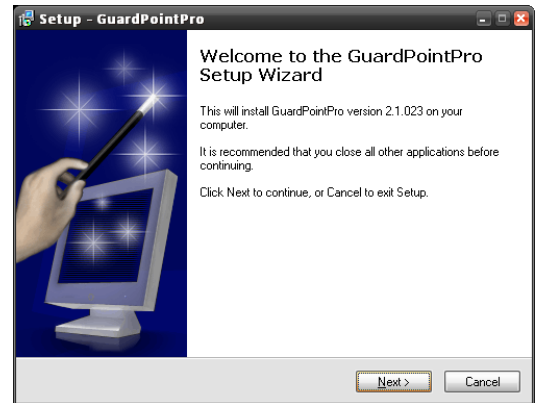 Setup - GuardPointPro
Welcome to the GuardPointPro
Setup Wizard
This will install GuardPointPro version 2.1.023 on your
computer.
It is recommended that you close all other applications before
continuing.
Click Next to continue, or Cancel to exit Setup.
Next >
Cancel